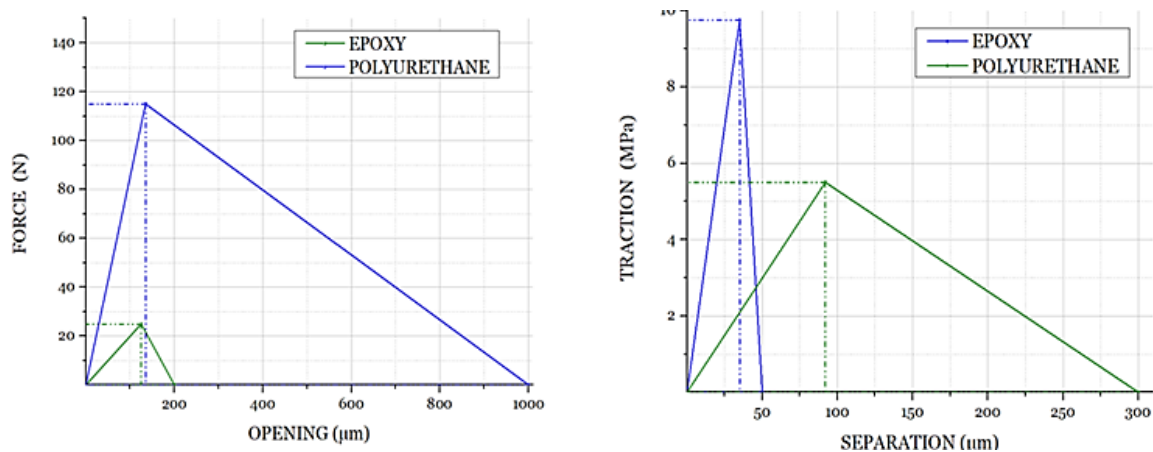 140
120
100
80
60
40
20
FORCE (N)
EPOXY
POLYURETHANE
200
400
600
800
1000
OPENING (µm)
10
8
6
4
2
TRACTION (MPa)
EPOXY
POLYURETHANE
50
100
150
200
250
300
SEPARATION (µm)